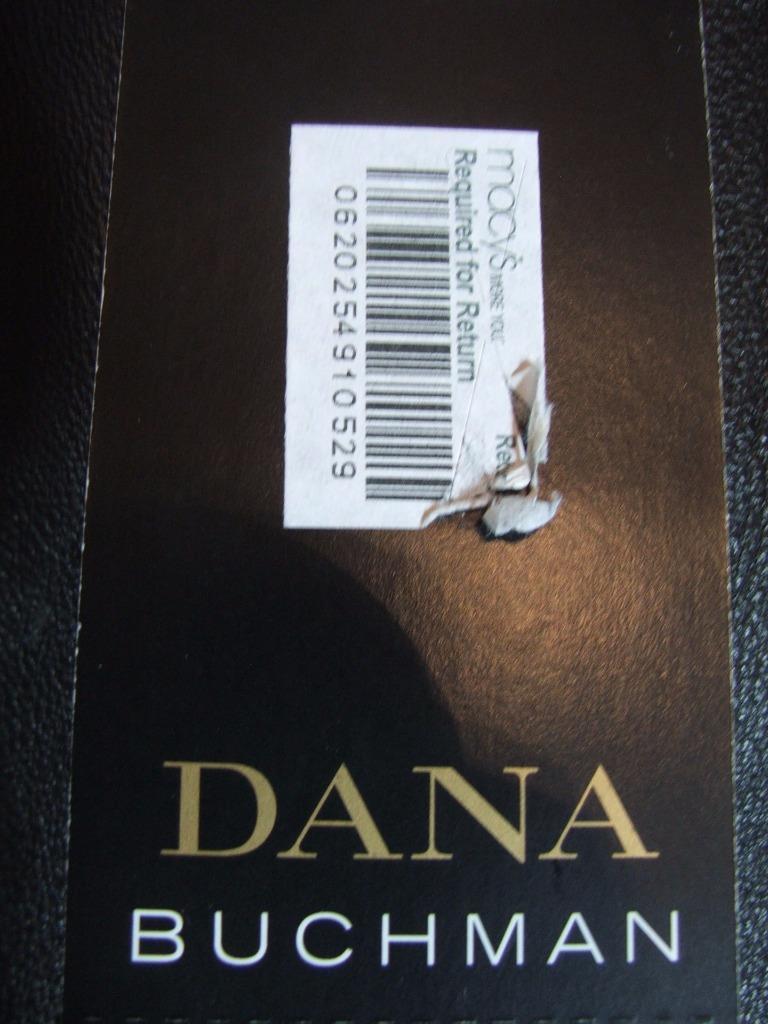 macy's
Required for Return
0620254910529
DANA
BUCHMAN